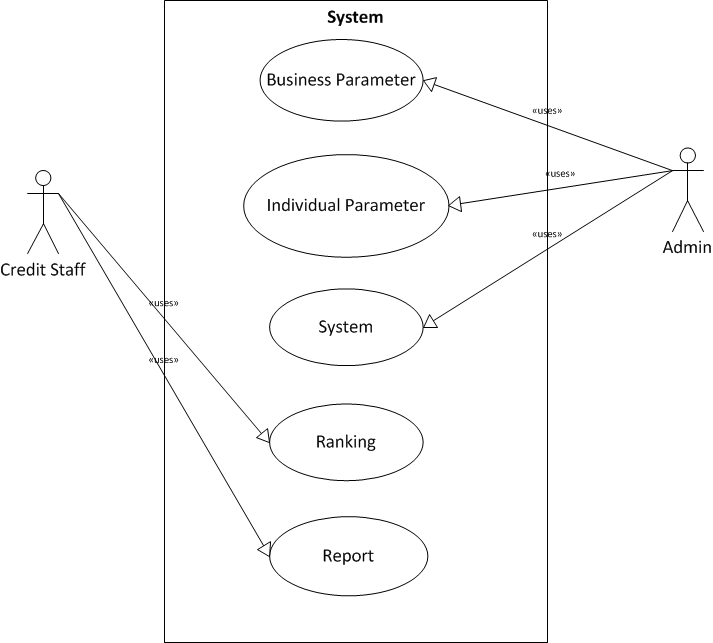 System
Business Parameter
«uses»
«uses»
Individual Parameter
«uses»
Admin
Credit Staff
«uses»
System
«uses»
Ranking
Report